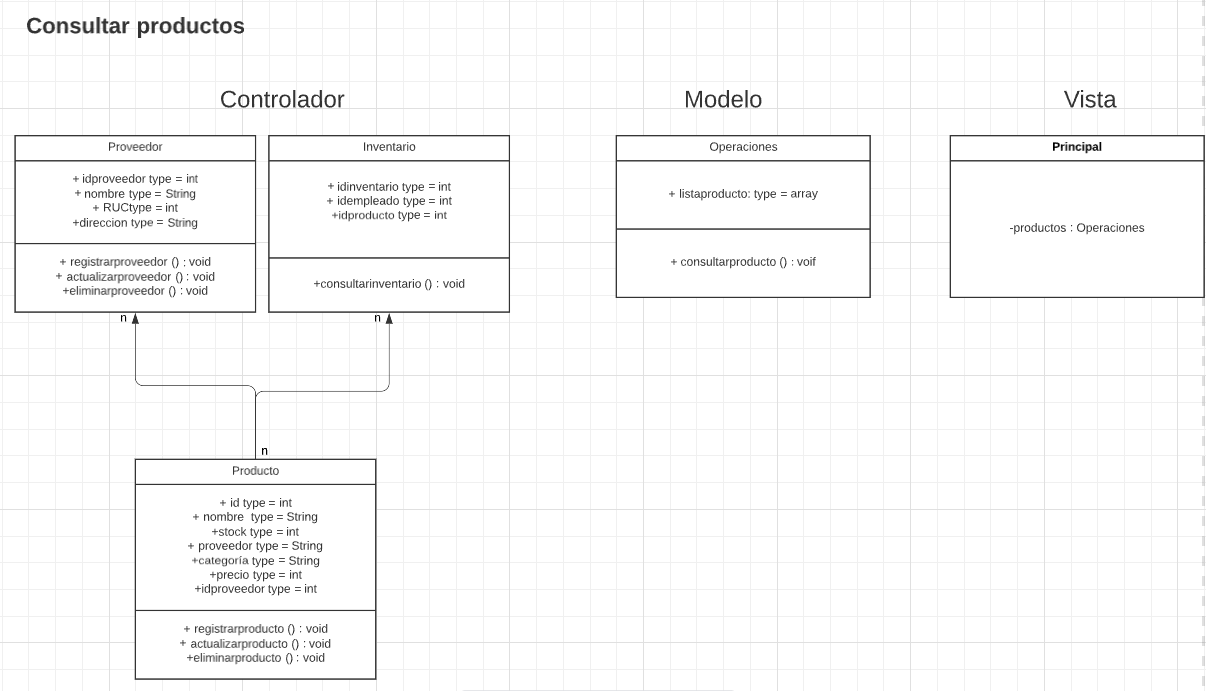 Consultar productos
Controlador
Modelo
Vista
Proveedor
+ idproveedor type = int
+ nombre type = String
+ RUCtype = int
+direccion type = String
+ registrarproveedor () : void
+ actualizarproveedor () : void
+eliminarproveedor () : void
n
Inventario
+ idinventario type = int
+ idempleado type = int
+idproducto type = int
+consultarinventario () : void
n
Operaciones
+ listaproducto: type = array
+ consultarproducto () : voif
Principal
-productos : Operaciones
n
Producto
+ id type = int
+ nombre type = String
+stock type = int
+ proveedor type = String
+categoría type = String
+precio type = int
+idproveedor type = int
+ registrarproducto () : void
+ actualizarproducto () : void
+eliminarproducto () : void